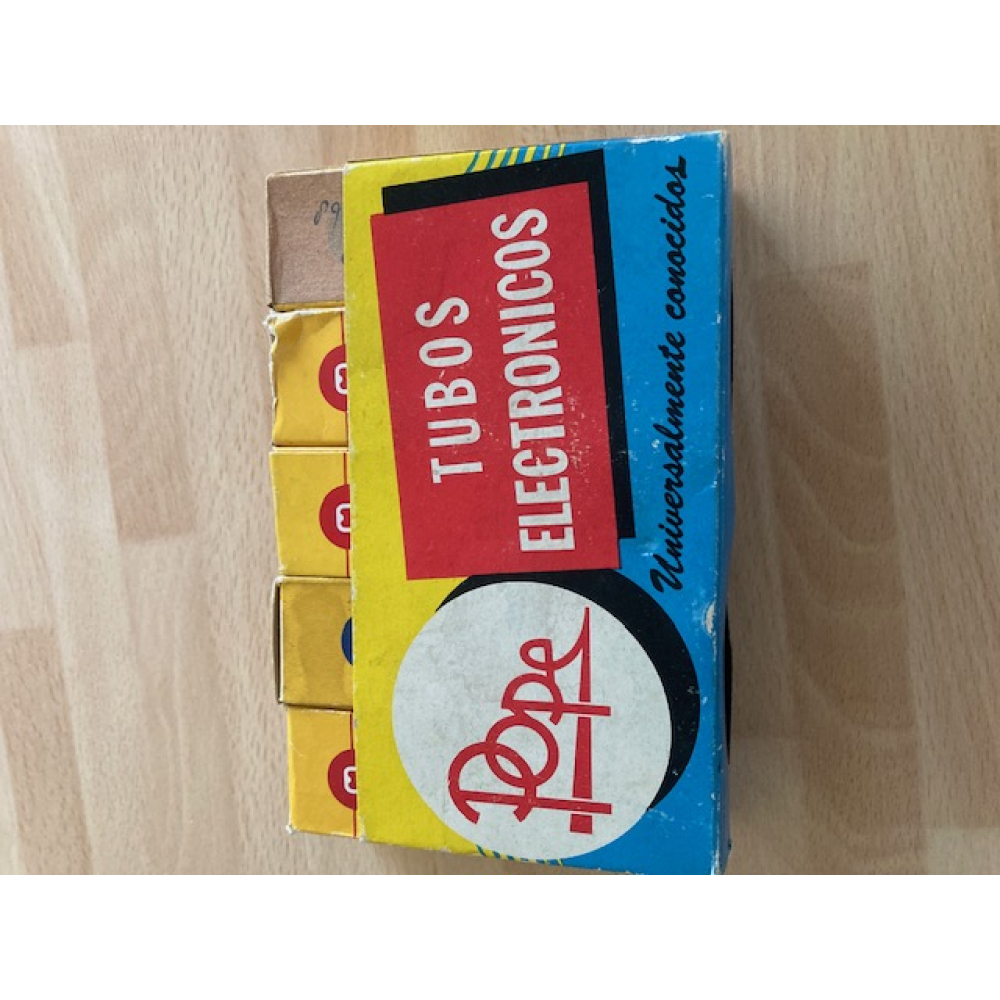 Pope
TUBOS
ELECTRONICOS
Universalmente conocidos